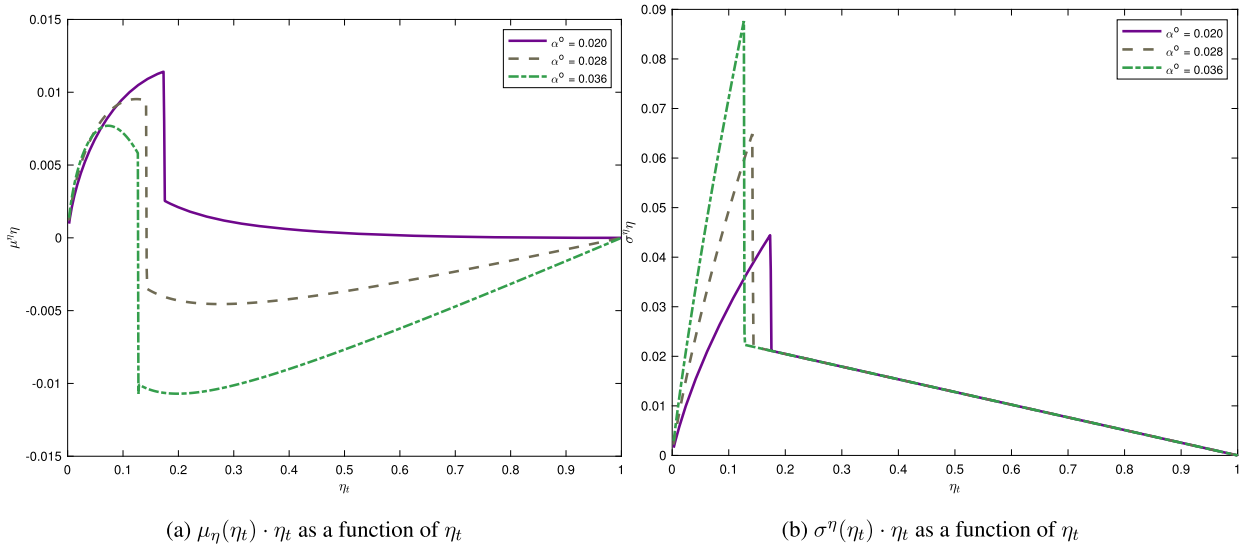 0.015
0.01
0.005
0
-0.005
-0.01
-0.015
μ^η η
0 0.1 0.2 0.3 0.4 0.5 0.6 0.7 0.8 0.9 1
η_t
α^o = 0.020
α^o = 0.028
α^o = 0.036
(a) μ_η(η_t) · η_t as a function of η_t
0.09
0.08
0.07
0.06
0.05
0.04
0.03
0.02
0.01
0
σ^η η
0 0.1 0.2 0.3 0.4 0.5 0.6 0.7 0.8 0.9 1
η_t
α^o = 0.020
α^o = 0.028
α^o = 0.036
(b) σ^η(η_t) · η_t as a function of η_t